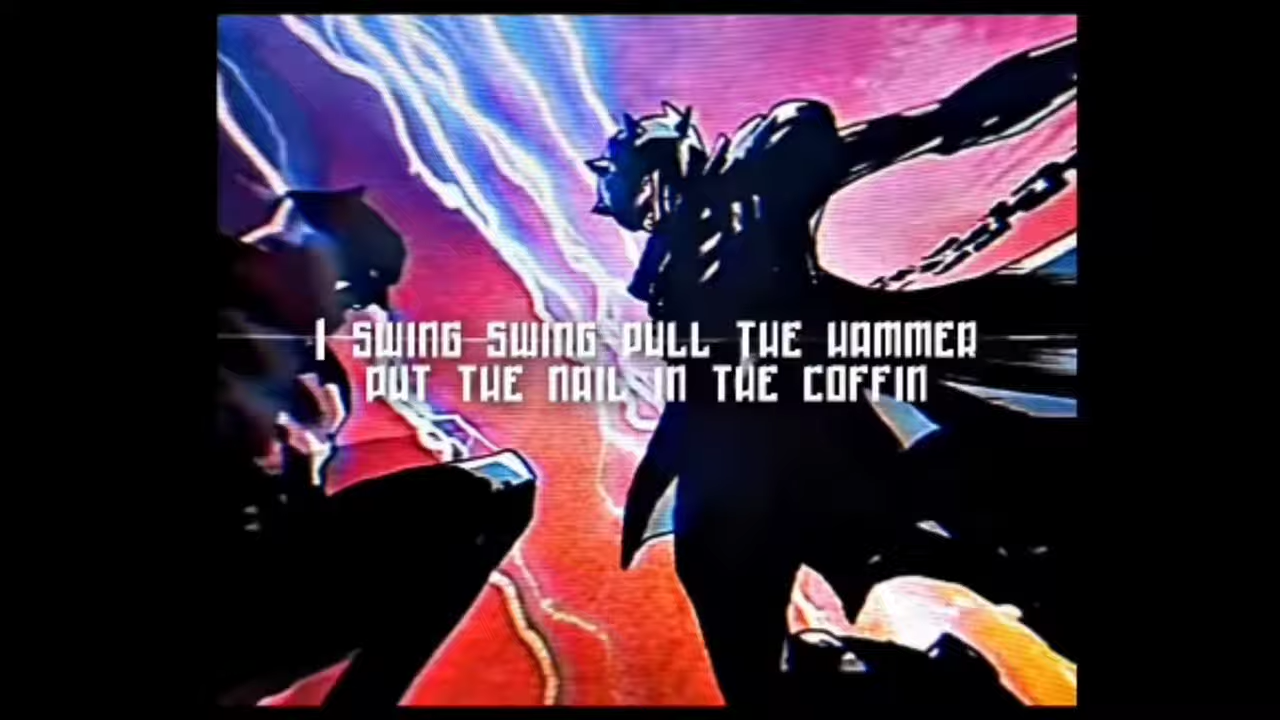 I SWING SWING PULL THE HAMMER
PUT THE NAIL IN THE COFFIN